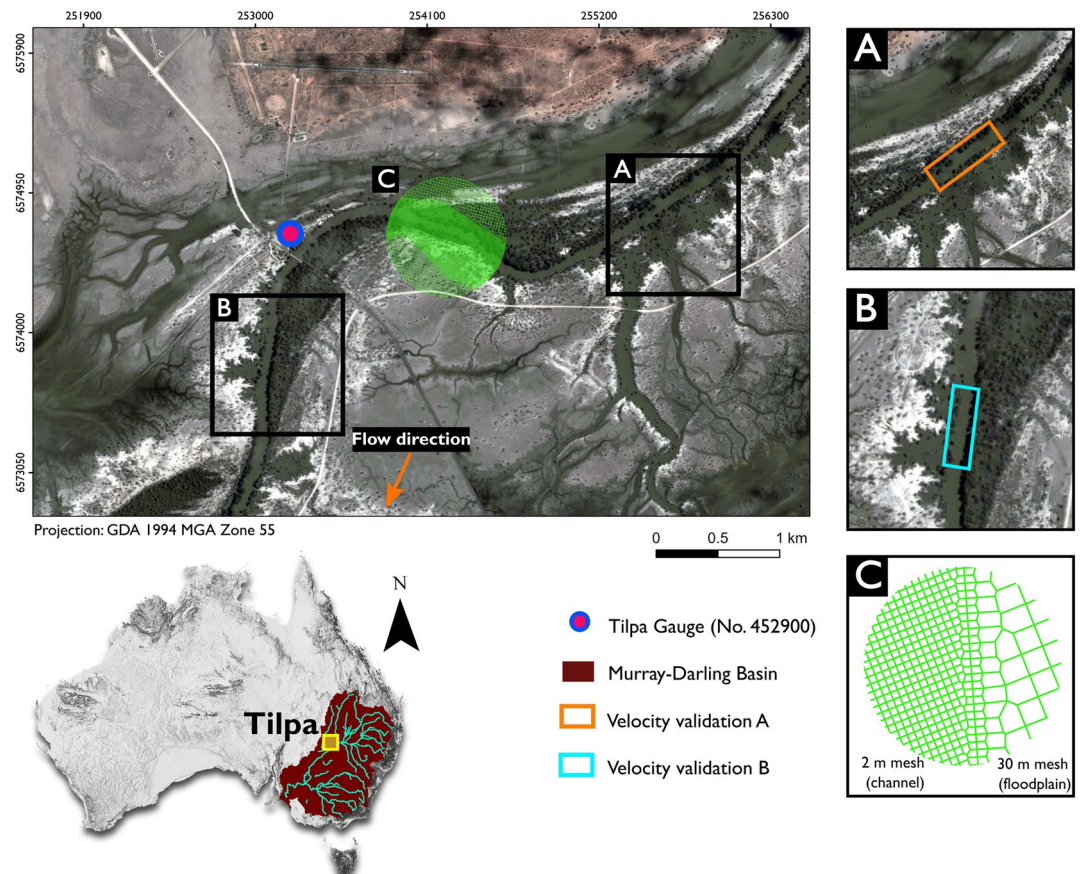 251900
253000
254100
255200
256300
6575900
6574950
6574000
6573050
A
B
C
Flow direction
Projection: GDA 1994 MGA Zone 55
0
0.5
1 km
N
Tilpa
Tilpa Gauge (No. 452900)
Murray-Darling Basin
Velocity validation A
Velocity validation B
A
B
C
2 m mesh
(channel)
30 m mesh
(floodplain)